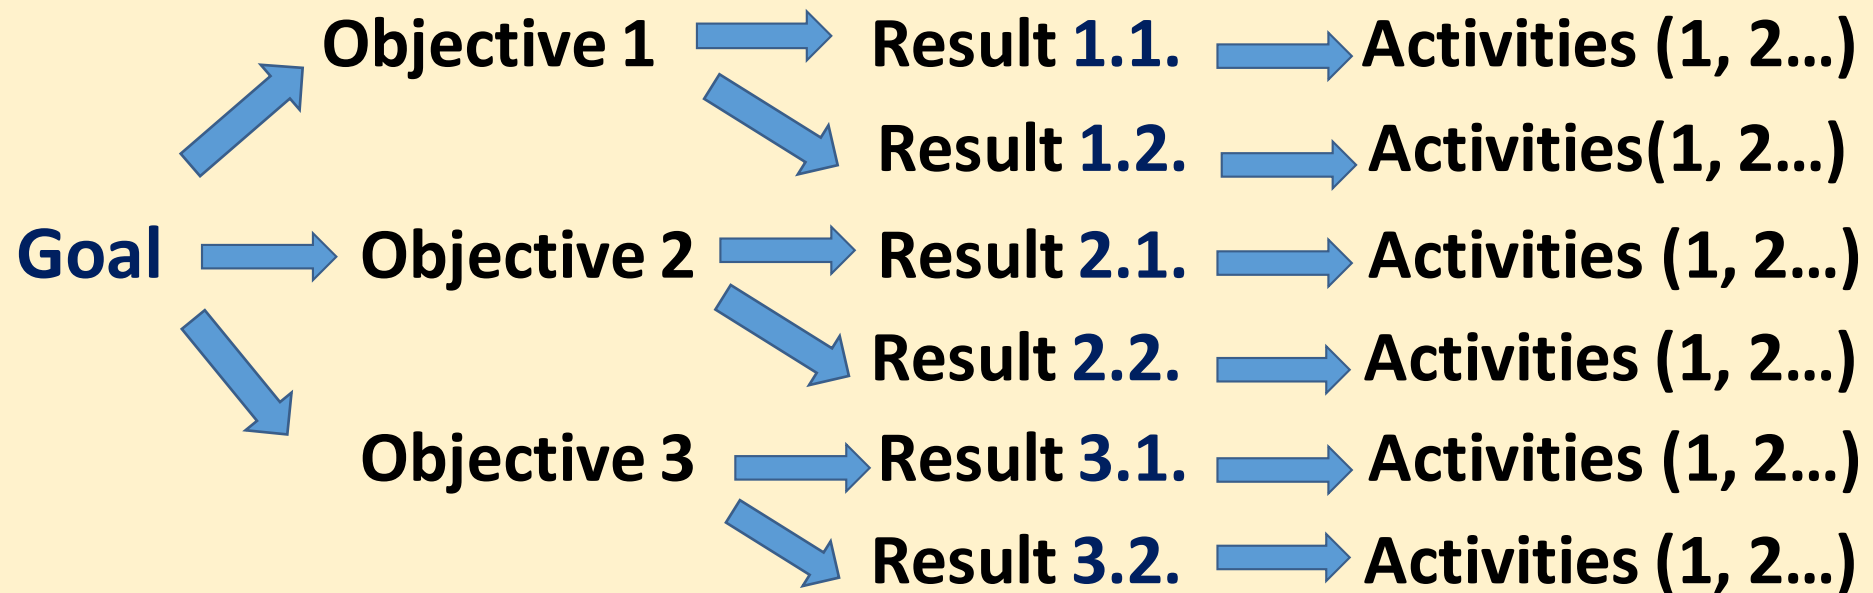 Objective 1 Result 1.1. Activities (1, 2...)
Result 1.2. Activities(1, 2...)
Goal Objective 2 Result 2.1. Activities (1, 2...)
Result 2.2. Activities (1, 2...)
Objective 3 Result 3.1. Activities (1, 2...)
Result 3.2. Activities (1, 2...)